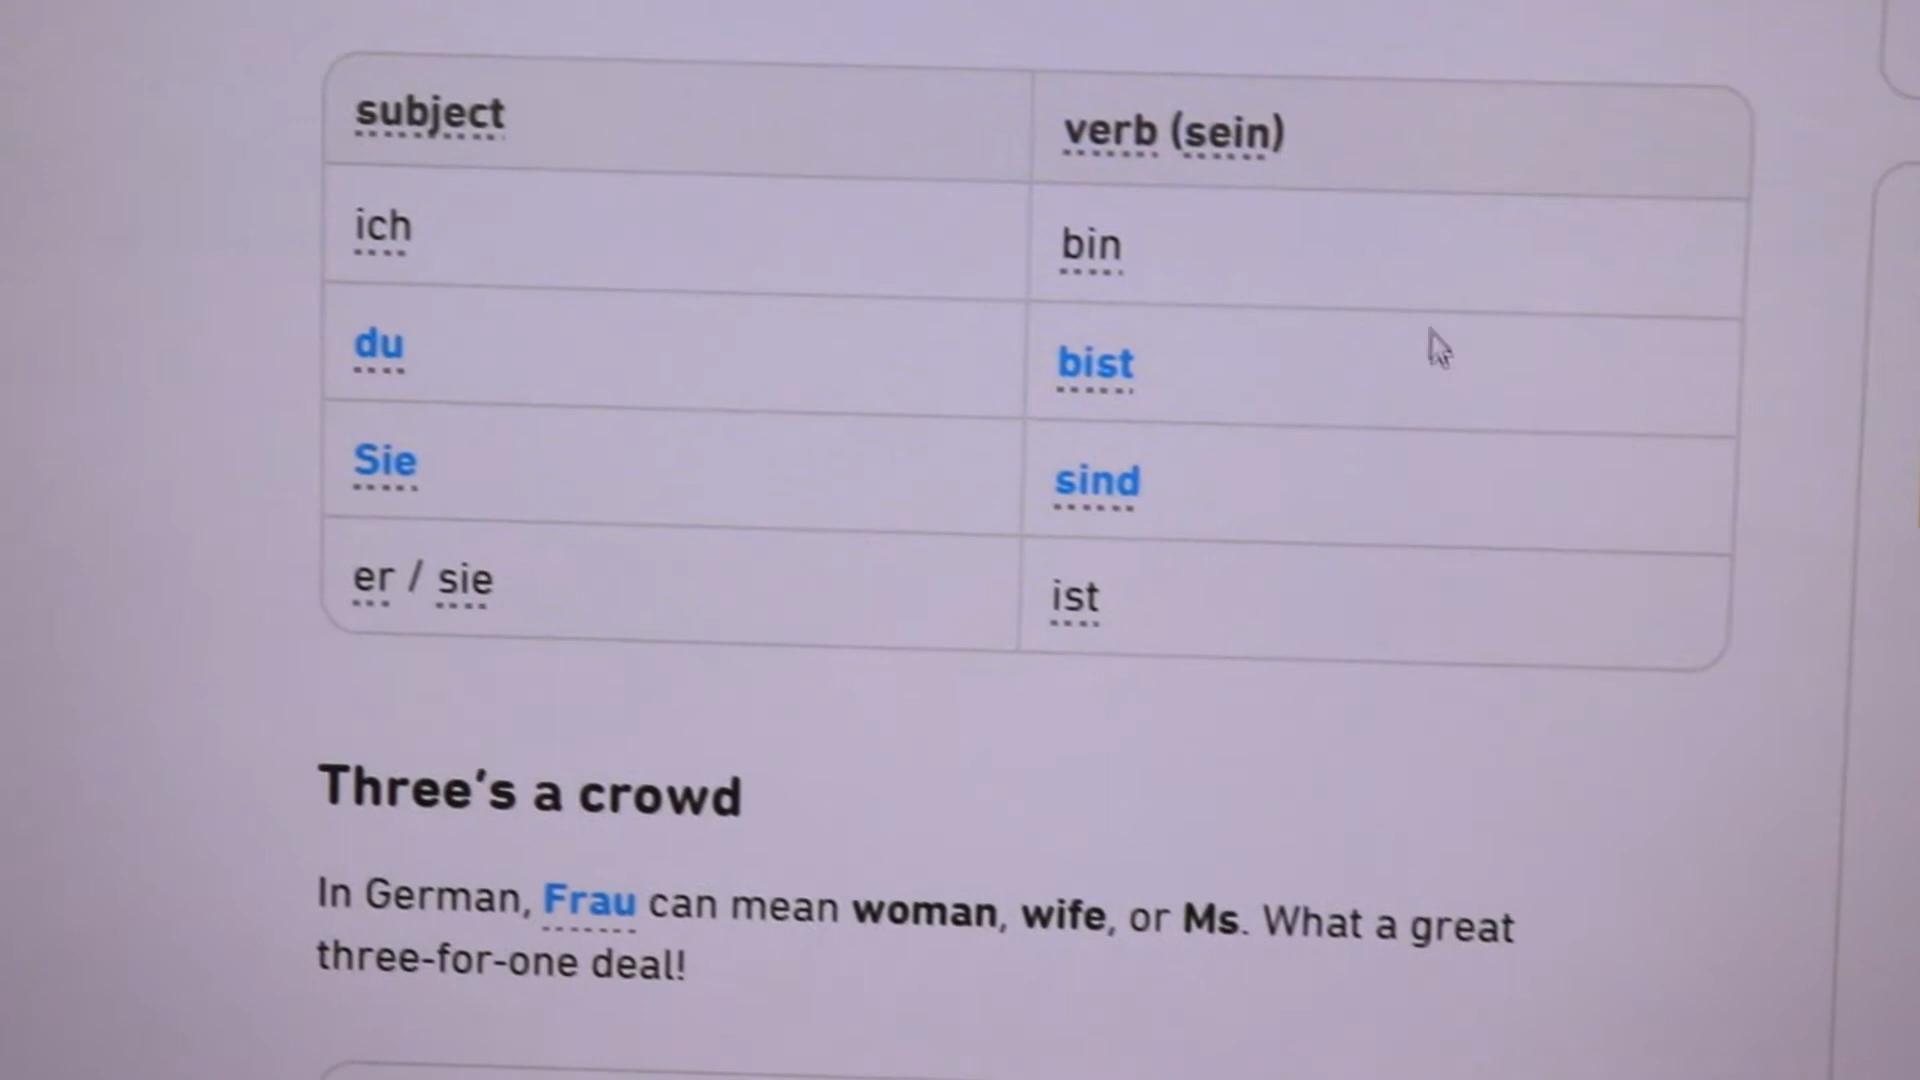 subject verb (sein)
ich bin
du bist
Sie sind
er / sie ist
Three's a crowd
In German, Frau can mean woman, wife, or Ms. What a great
three-for-one deal!